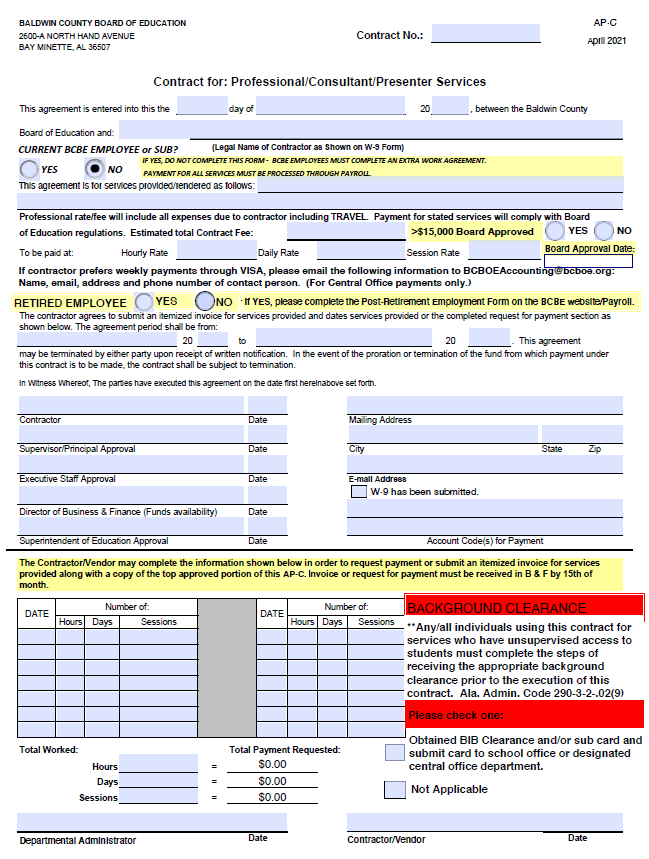 BALDWIN COUNTY BOARD OF EDUCATION
2600-A NORTH HAND AVENUE
BAY MINETTE, AL 36507
Contract No.:
AP-C
April 2021
Contract for: Professional/Consultant/Presenter Services
This agreement is entered into this the day of 20 , between the Baldwin County
Board of Education and:
(Legal Name of Contractor as Shown on W-9 Form)
CURRENT BCBE EMPLOYEE or SUB?
YES NO
IF YES, DO NOT COMPLETE THIS FORM - BCBE EMPLOYEES MUST COMPLETE AN EXTRA WORK AGREEMENT.
PAYMENT FOR ALL SERVICES MUST BE PROCESSED THROUGH PAYROLL.
This agreement is for services provided/rendered as follows:
Professional rate/fee will include all expenses due to contractor including TRAVEL. Payment for stated services will comply with Board
of Education regulations. Estimated total Contract Fee: >$15,000 Board Approved YES NO
To be paid at: Hourly Rate Daily Rate Session Rate Board Approval Date:
If contractor prefers weekly payments through VISA, please email the following information to BCBOEAccounting@bcboe.org:
Name, email, address and phone number of contact person. (For Central Office payments only.)
RETIRED EMPLOYEE YES NO - If YES, please complete the Post-Retirement Employment Form on the BCBE website/Payroll.
The contractor agrees to submit an itemized invoice for services provided and dates services provided or the completed request for payment section as
shown below. The agreement period shall be from:
20 to 20 . This agreement
may be terminated by either party upon receipt of written notification. In the event of the proration or termination of the fund from which payment under
this contract is to be made, the contract shall be subject to termination.
In Witness Whereof, The parties have executed this agreement on the date first hereinabove set forth.
Contractor Date Mailing Address
Supervisor/Principal Approval Date City State Zip
Executive Staff Approval Date E-mail Address
W-9 has been submitted.
Director of Business & Finance (Funds availability) Date
Superintendent of Education Approval Date Account Code(s) for Payment
The Contractor/Vendor may complete the information shown below in order to request payment or submit an itemized invoice for services
provided along with a copy of the top approved portion of this AP-C. Invoice or request for payment must be received in B & F by 15th of
month.
DATE Number of: DATE Number of:
Hours Days Sessions Hours Days Sessions
BACKGROUND CLEARANCE
**Any/all individuals using this contract for
services who have unsupervised access to
students must complete the steps of
receiving the appropriate background
clearance prior to the execution of this
contract. Ala. Admin. Code 290-3-2-.02(9)
Please check one:
Obtained BIB Clearance and/or sub card and
submit card to school office or designated
central office department.
Not Applicable
Total Worked: Total Payment Requested:
Hours = $0.00
Days = $0.00
Sessions = $0.00
Departmental Administrator Date Contractor/Vendor Date